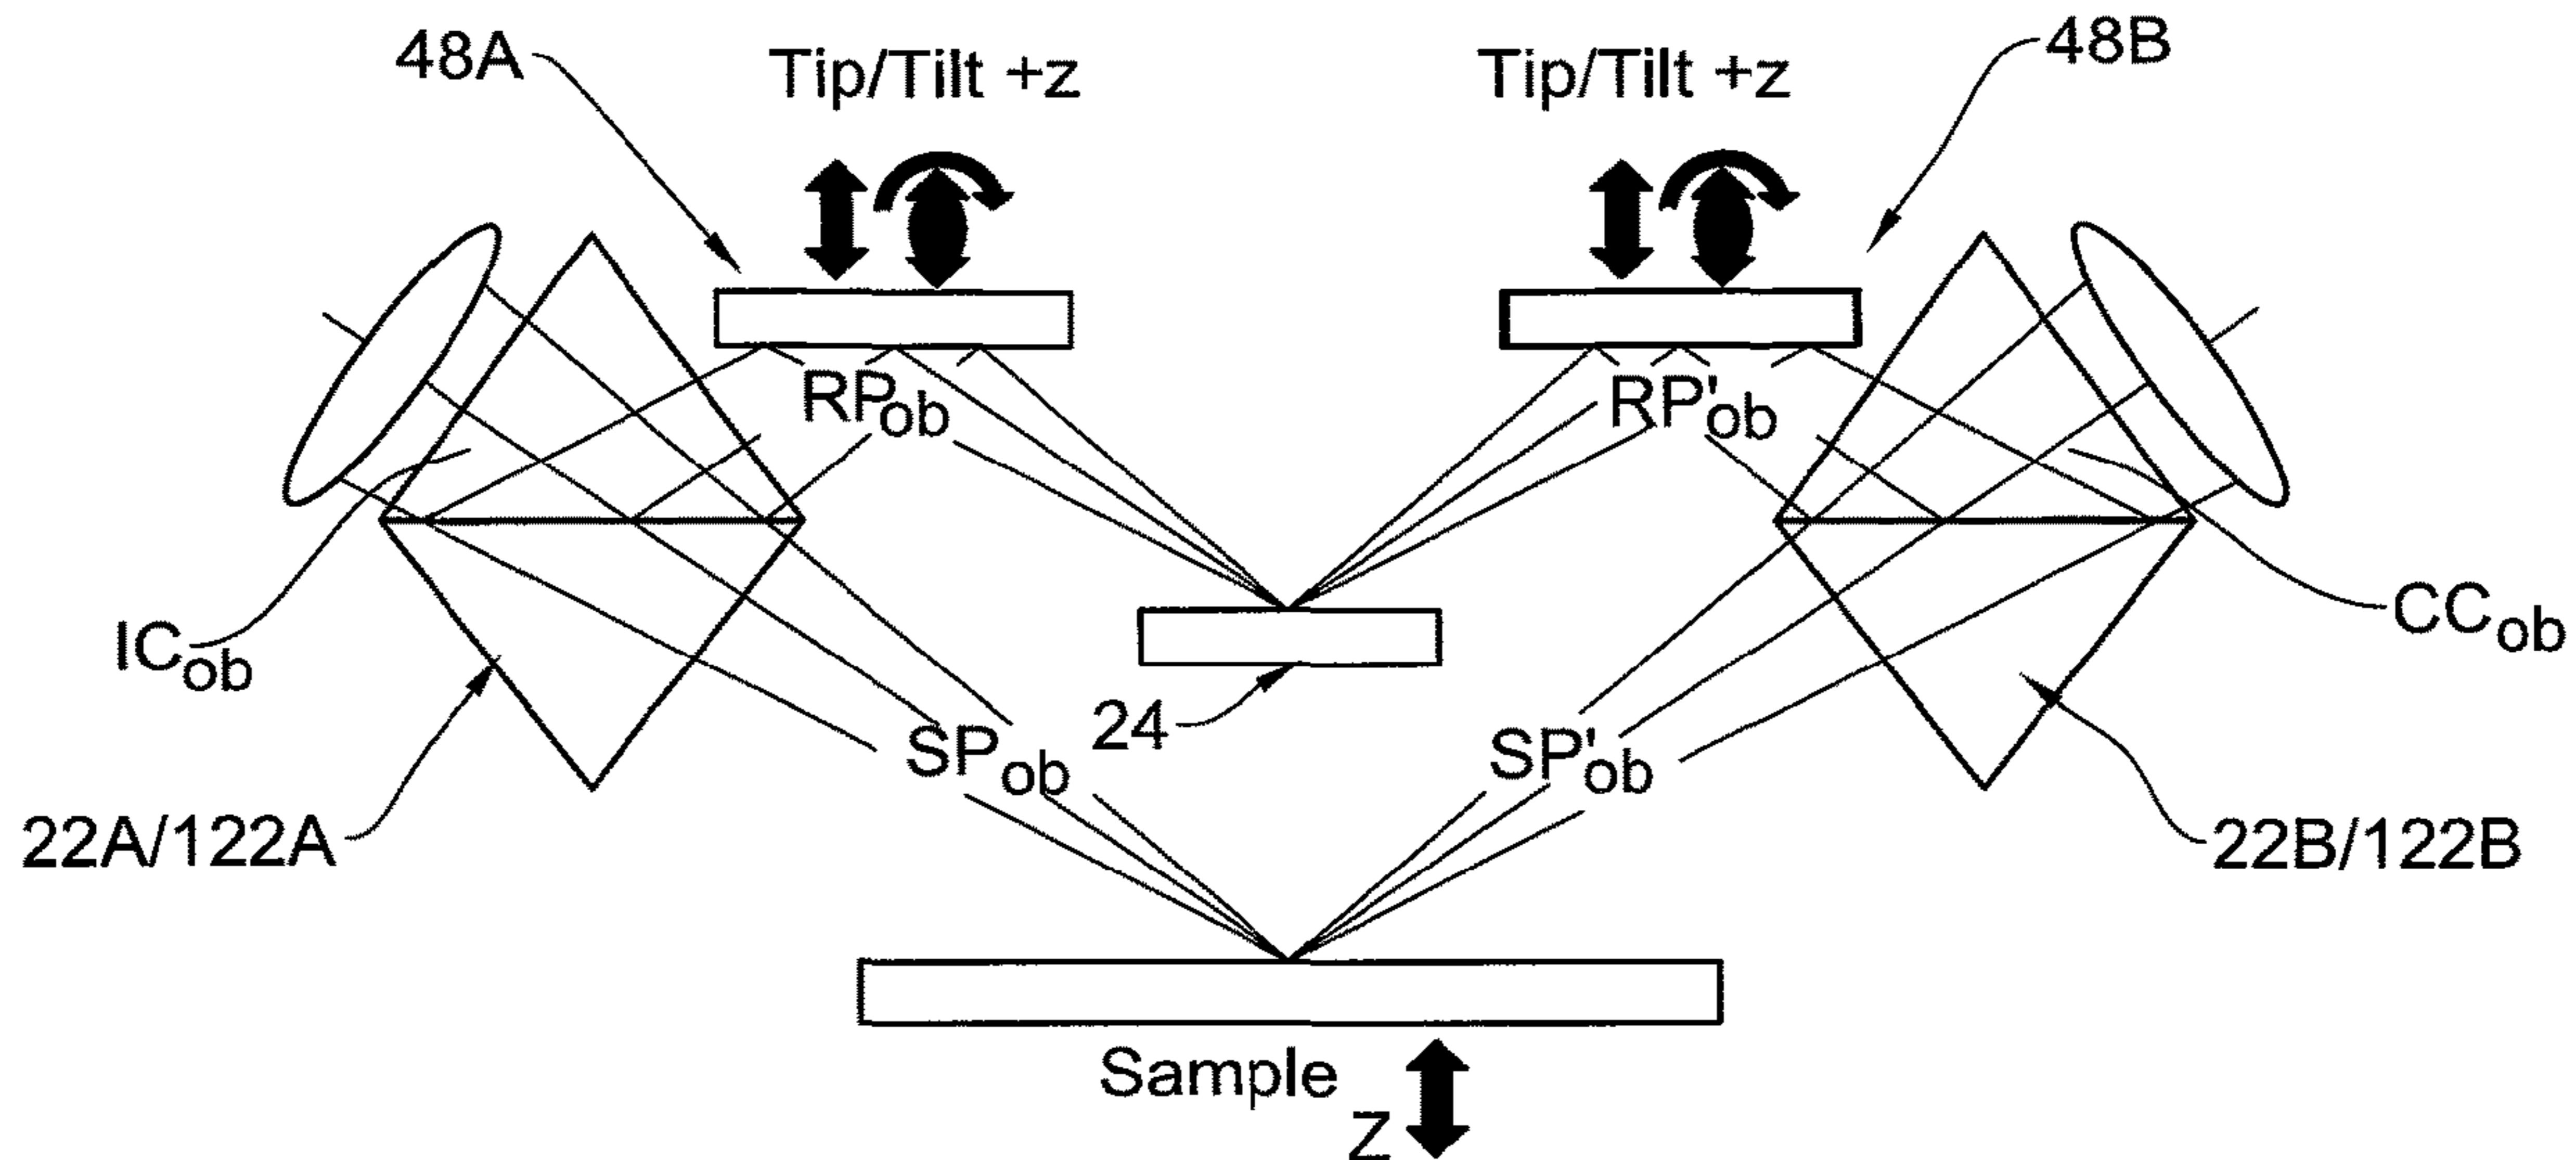 48A
Tip/Tilt +z
Tip/Tilt +z
48B
RPob
RP'ob
ICob
CCob
24
SPob
SP'ob
22A/122A
22B/122B
Sample
Z